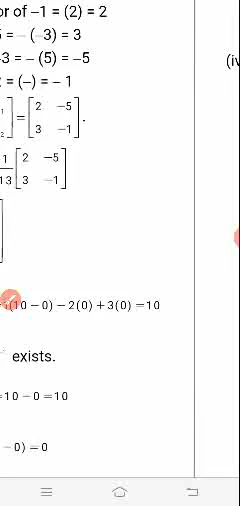 or of –1 = (2) = 2
= – (–3) = 3
3 = – (5) = –5
= (–) = – 1
= [2 –5
3 –1].
1/13 [2 –5
3 –1]
(10 – 0) – 2(0) + 3(0) = 10
exists.
= 10 – 0 = 10
– 0) = 0
(iv